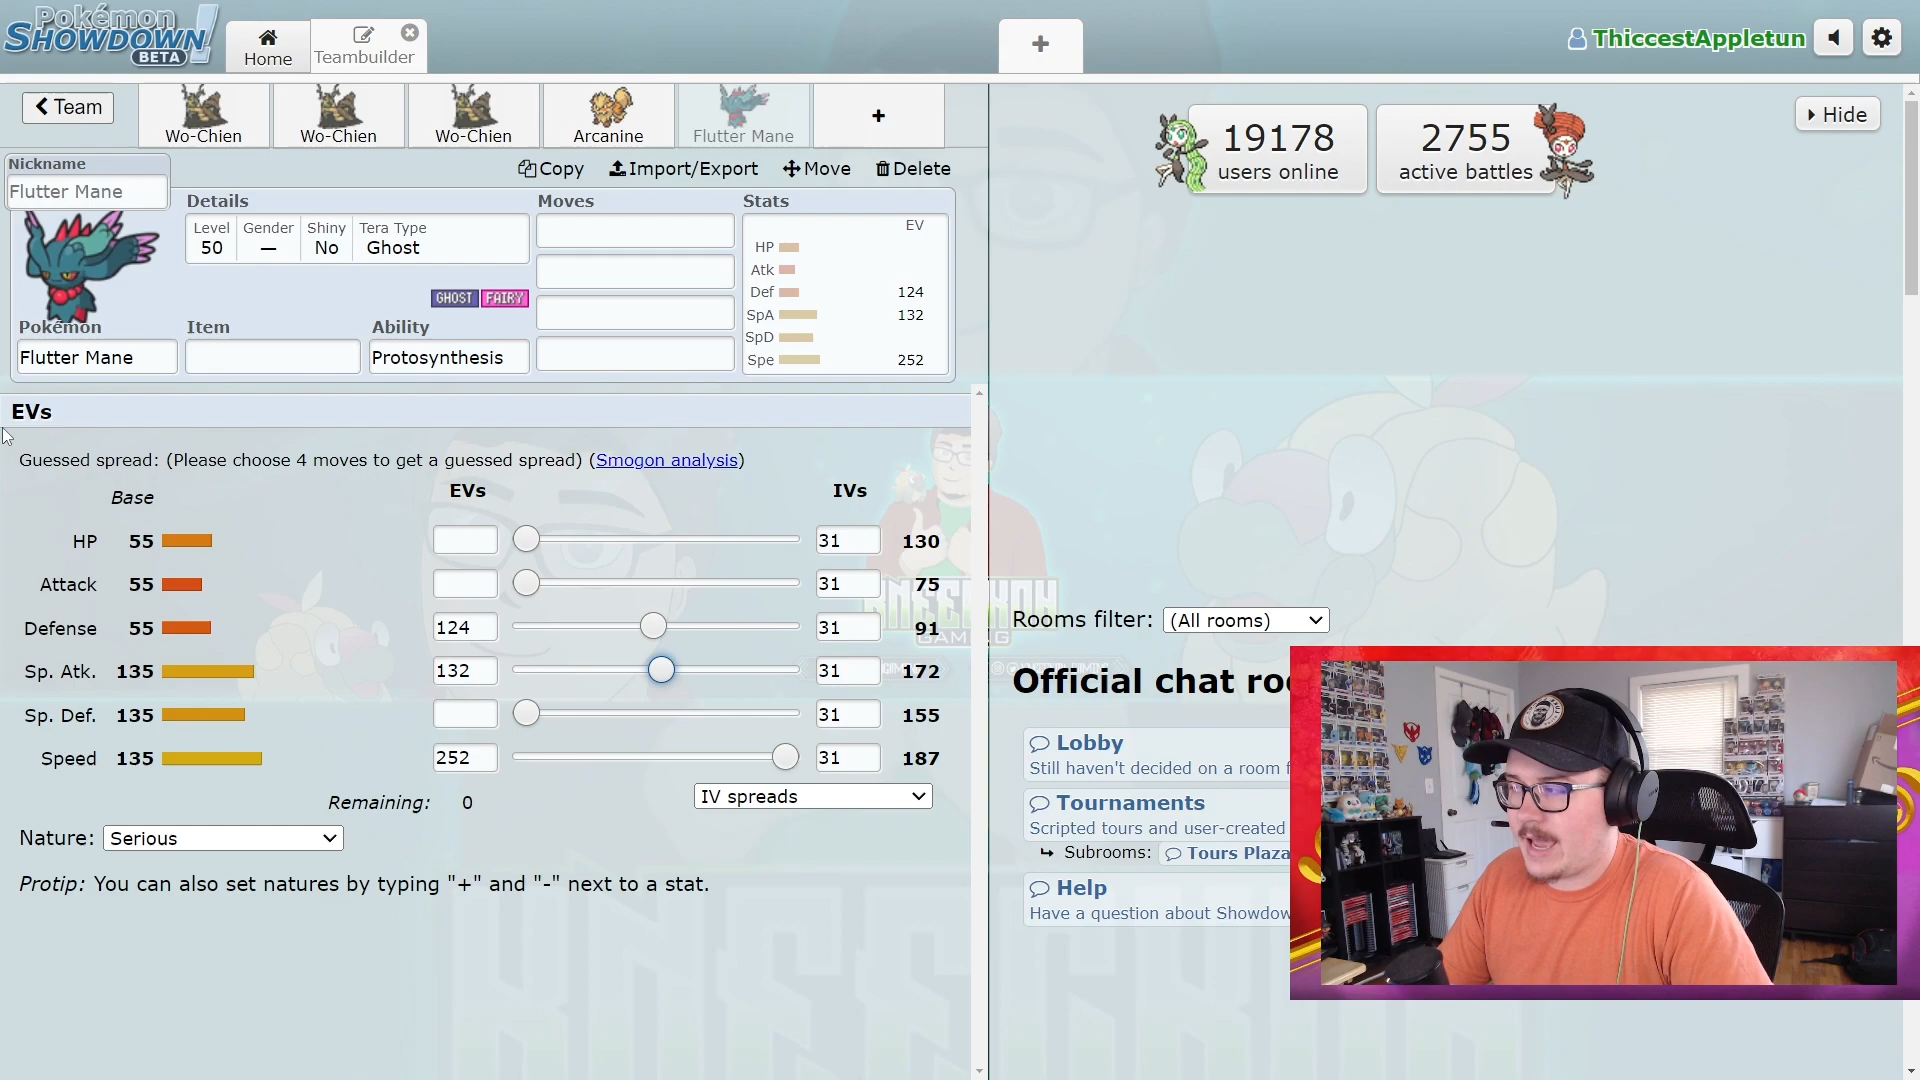 Pokémon
SHOWDOWN!
BETA
Home
Teambuilder
+
ThiccestAppletun
Team
Wo-Chien
Wo-Chien
Wo-Chien
Arcanine
Flutter Mane
+
19178
users online
2755
active battles
Hide
Nickname
Flutter Mane
Copy
Import/Export
Move
Delete
Details
Level
50
Gender
—
Shiny
No
Tera Type
Ghost
GHOST FAIRY
Pokémon
Flutter Mane
Item
Ability
Protosynthesis
Moves
Stats
EV
HP
Atk
Def 124
SpA 132
SpD
Spe 252
EVs
Guessed spread: (Please choose 4 moves to get a guessed spread) (Smogon analysis)
Base EVs IVs
HP 55 31 130
Attack 55 31 75
Defense 55 124 31 91
Sp. Atk. 135 132 31 172
Sp. Def. 135 31 155
Speed 135 252 31 187
Remaining: 0
IV spreads
Nature: Serious
Protip: You can also set natures by typing "+" and "-" next to a stat.
GAMING
Rooms filter: (All rooms)
Official chat roo
Lobby
Still haven't decided on a room f
Tournaments
Scripted tours and user-created
Subrooms: Tours Plaza
Help
Have a question about Showdow